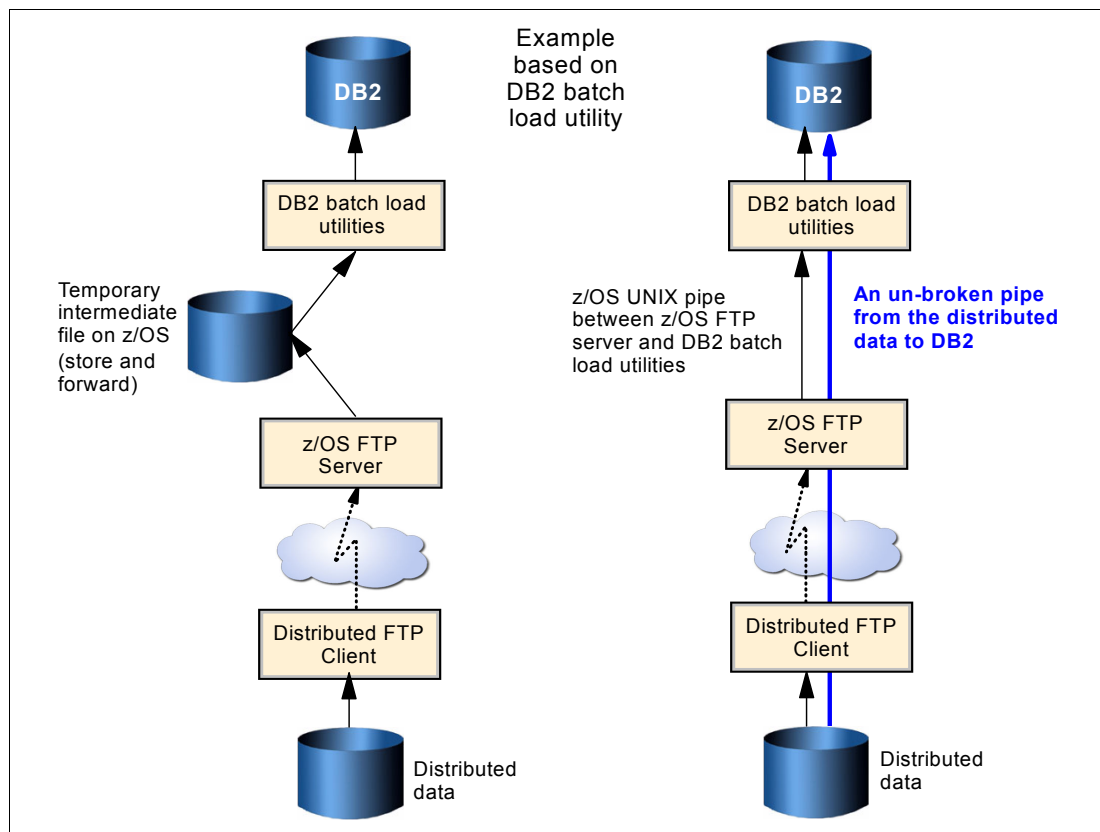 Example
based on
DB2 batch
load utility
DB2
DB2 batch load
utilities
Temporary
intermediate
file on z/OS
(store and
forward)
z/OS FTP
Server
Distributed FTP
Client
Distributed
data
DB2
DB2 batch load
utilities
z/OS UNIX pipe
between z/OS FTP
server and DB2 batch
load utilities
An un-broken pipe
from the distributed
data to DB2
z/OS FTP
Server
Distributed FTP
Client
Distributed
data